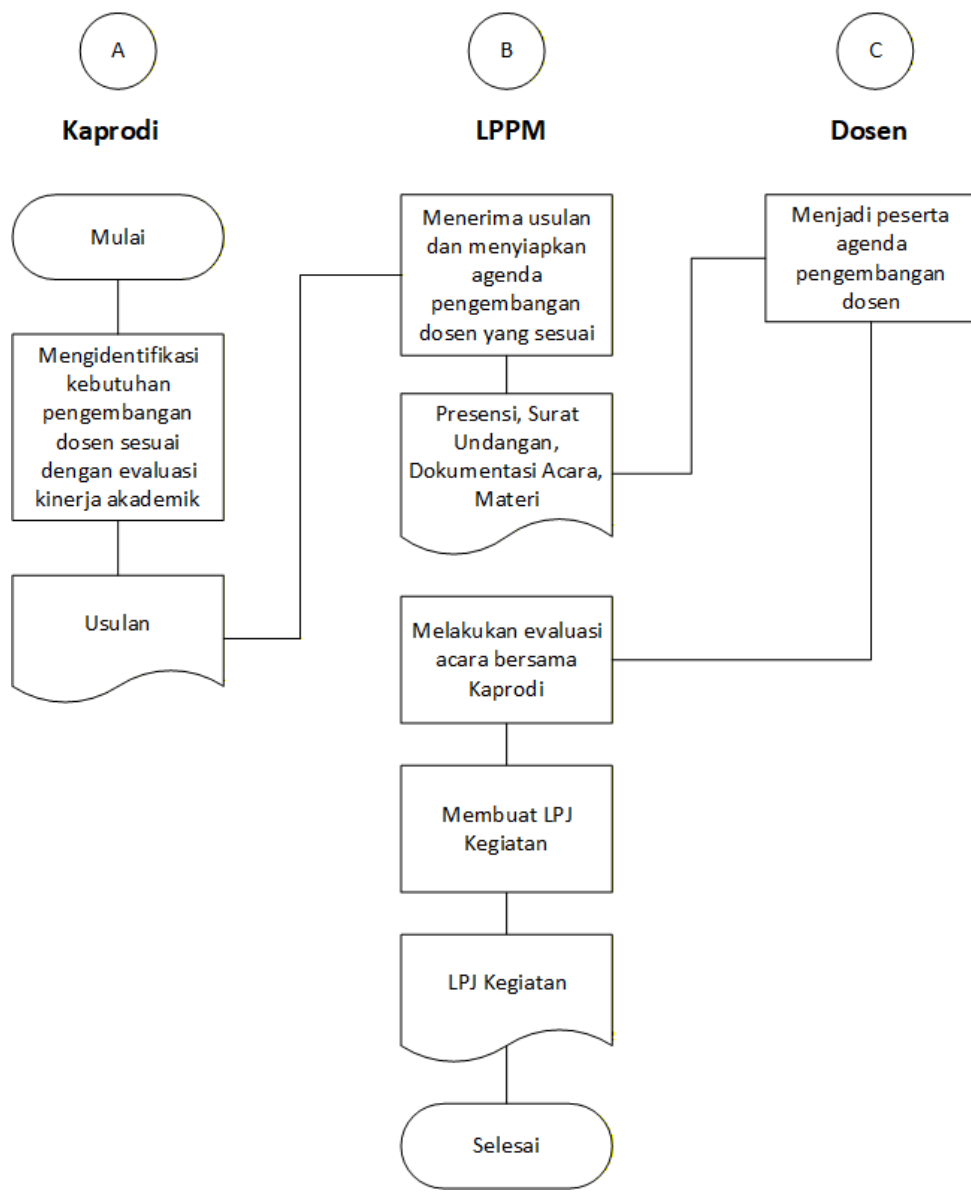 A
B
C
Kaprodi
LPPM
Dosen
Mulai
Mengidentifikasi
kebutuhan
pengembangan
dosen sesuai
dengan evaluasi
kinerja akademik
Usulan
Menerima usulan
dan menyiapkan
agenda
pengembangan
dosen yang sesuai
Presensi, Surat
Undangan,
Dokumentasi Acara,
Materi
Menjadi peserta
agenda
pengembangan
dosen
Melakukan evaluasi
acara bersama
Kaprodi
Membuat LPJ
Kegiatan
LPJ Kegiatan
Selesai